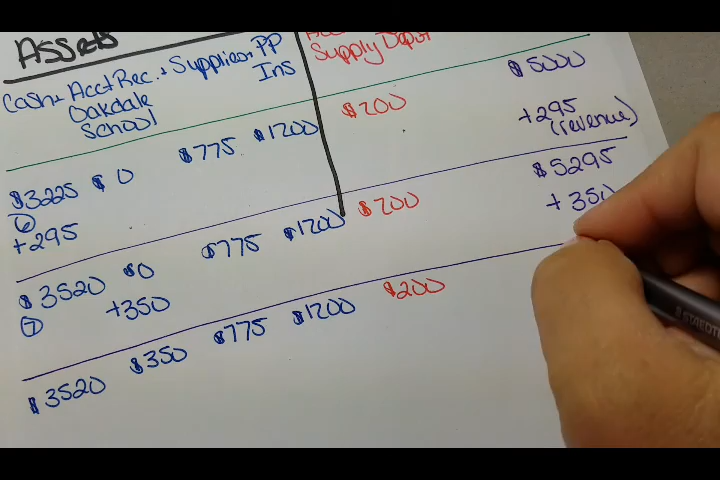 Assets
Cash + Acct Rec. + Supplies + PP
Oakdale Ins
School
Supply Depot
$3225 $0 $775 $1200 $200 $5000
6
+295 +295
(revenue)
$3520 $0 $775 $1200 $200 $5295
7 +350 +350
$3520 $350 $775 $1200 $200
STAEDT